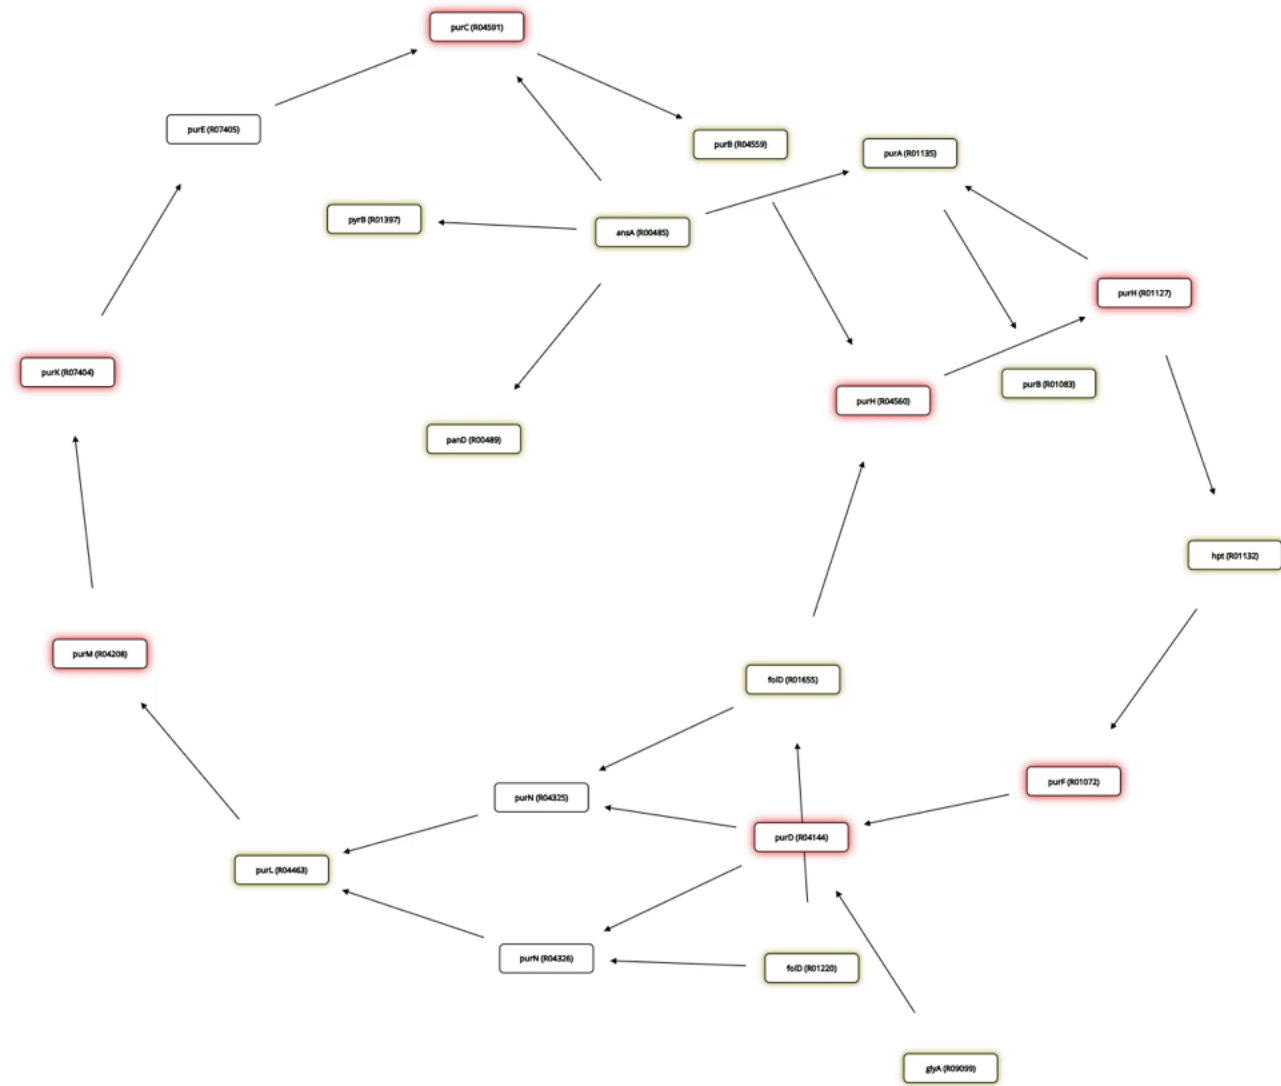 purC (R04591)
purE (R07405)
purB (R04559)
purA (R01135)
pyrB (R01397)
ansA (R00485)
purH (R01127)
purK (R07404)
purB (R01083)
purH (R04560)
panD (R00489)
hpt (R01132)
purM (R04208)
folD (R01655)
purF (R01072)
purN (R04325)
purD (R04144)
purL (R04463)
purN (R04326)
folD (R01220)
glyA (R09099)